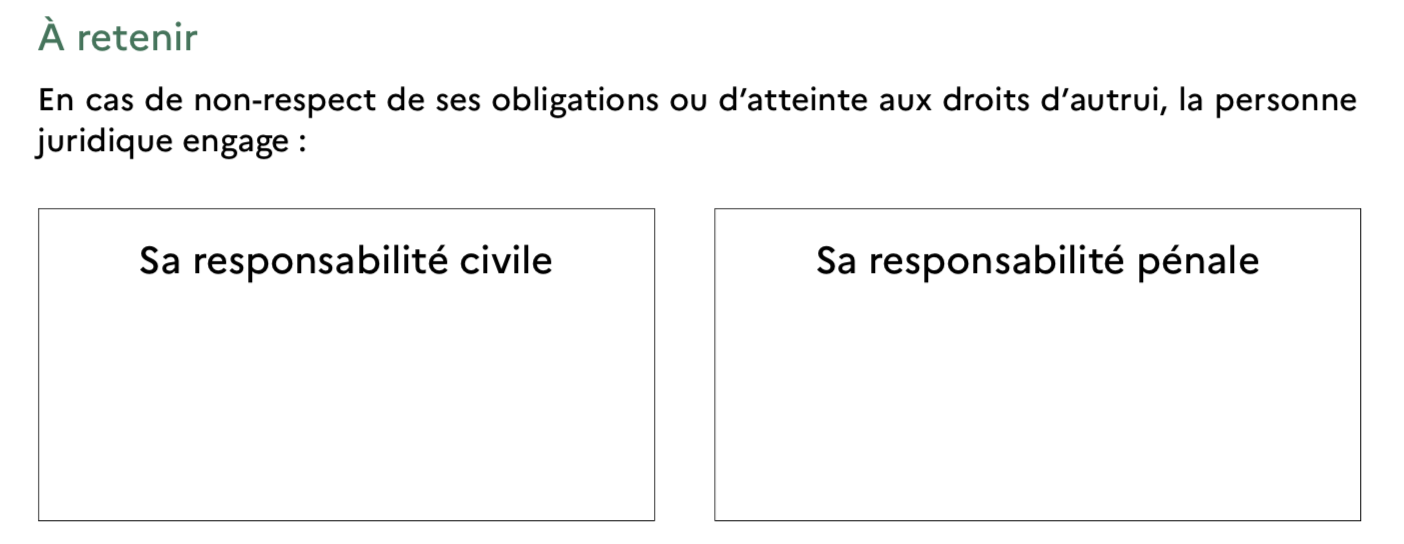 À retenir
En cas de non-respect de ses obligations ou d’atteinte aux droits d’autrui, la personne
juridique engage :
Sa responsabilité civile
Sa responsabilité pénale